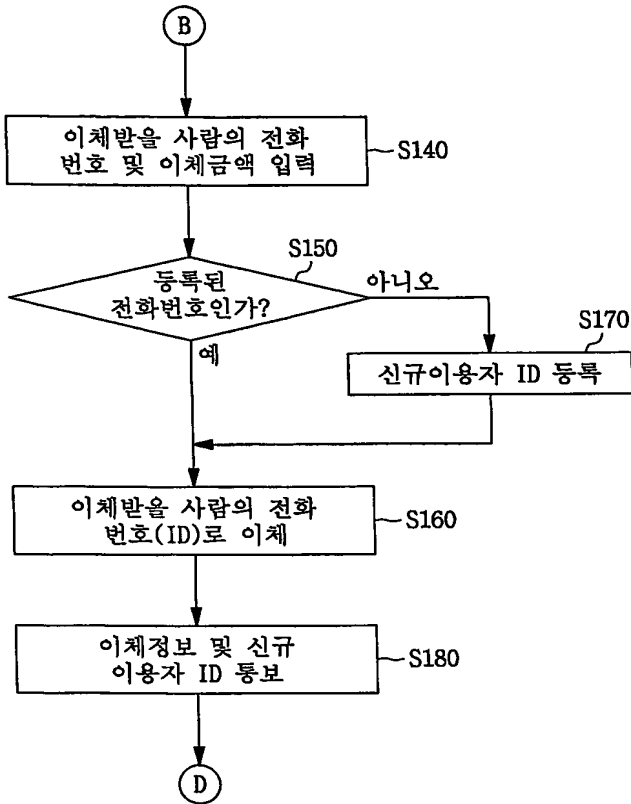 B
이체받을 사람의 전화
번호 및 이체금액 입력
S140
S150
등록된
전화번호인가?
아니오
예
S170
신규이용자 ID 등록
이체받을 사람의 전화
번호(ID)로 이체
S160
이체정보 및 신규
이용자 ID 통보
S180
D